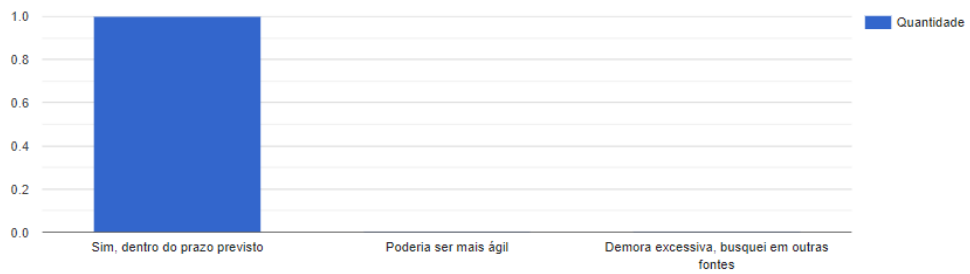 1.0
0.8
0.6
0.4
0.2
0.0
Quantidade
Sim, dentro do prazo previsto
Poderia ser mais ágil
Demora excessiva, busquei em outras
fontes